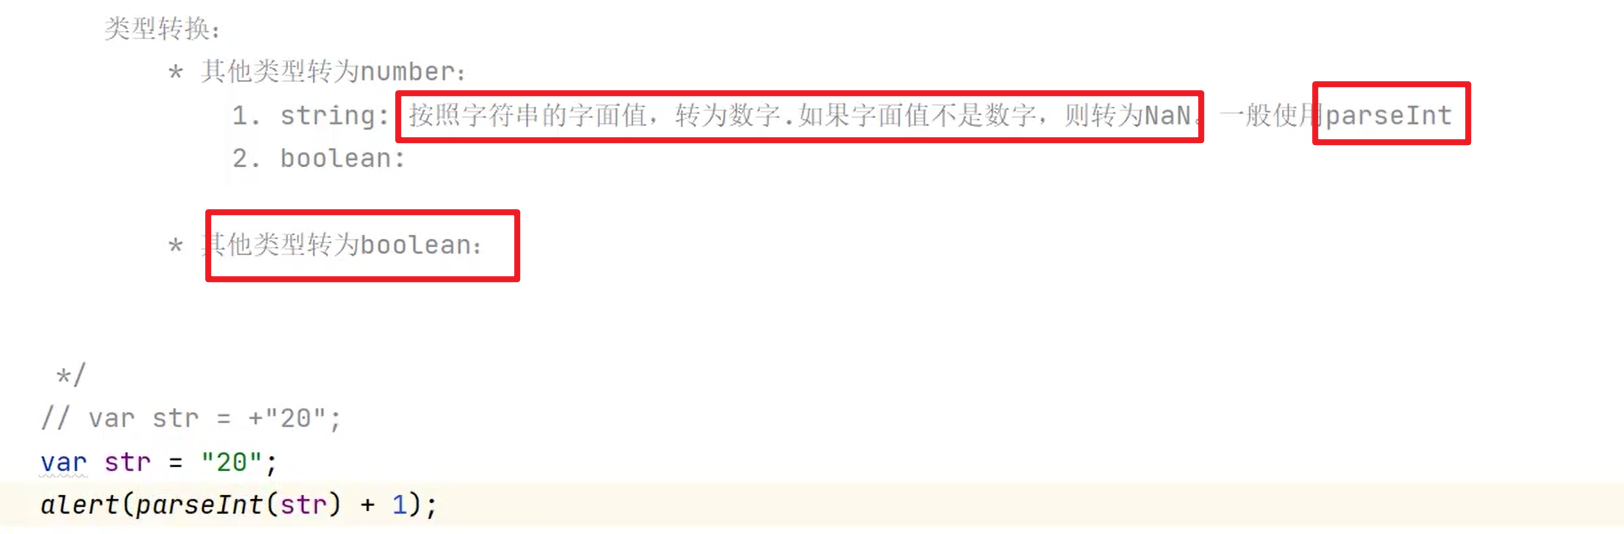 类型转换：
* 其他类型转为number：
1. string: 按照字符串的字面值，转为数字.如果字面值不是数字，则转为NaN。一般使用parseInt
2. boolean:
* 其他类型转为boolean：
*/
// var str = +"20";
var str = "20";
alert(parseInt(str) + 1);